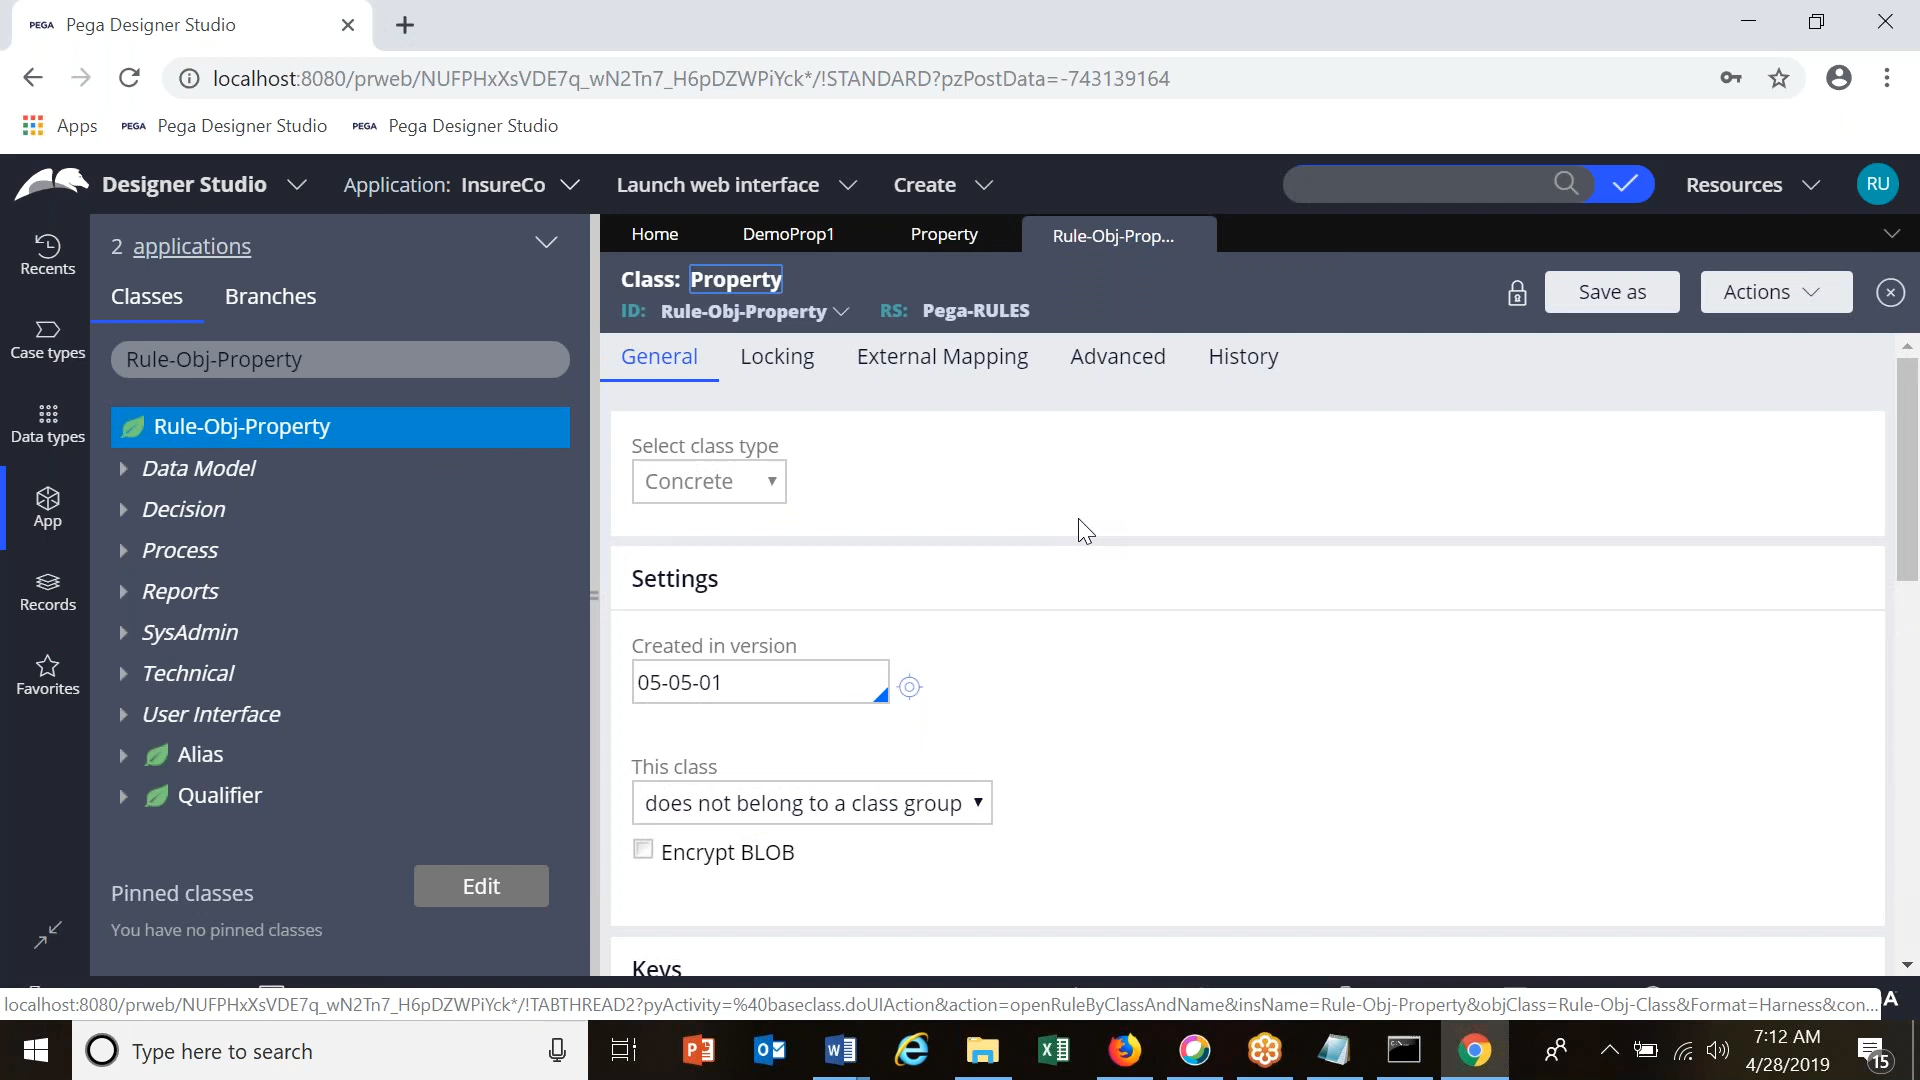 PEGA Pega Designer Studio
localhost:8080/prweb/NUFPHxXsVDE7q_wN2Tn7_H6pDZWPiYck*/!STANDARD?pzPostData=-743139164
Apps PEGA Pega Designer Studio PEGA Pega Designer Studio
Designer Studio Application: InsureCo Launch web interface Create Resources RU
Recents
Case types
Data types
App
Records
Favorites
2 applications
Classes Branches
Rule-Obj-Property
Rule-Obj-Property
Data Model
Decision
Process
Reports
SysAdmin
Technical
User Interface
Alias
Qualifier
Pinned classes Edit
You have no pinned classes
Home DemoProp1 Property Rule-Obj-Prop...
Class: Property
ID: Rule-Obj-Property RS: Pega-RULES
Save as Actions
General Locking External Mapping Advanced History
Select class type
Concrete
Settings
Created in version
05-05-01
This class
does not belong to a class group
Encrypt BLOB
Keys
localhost:8080/prweb/NUFPHxXsVDE7q_wN2Tn7_H6pDZWPiYck*/!TABTHREAD2?pyActivity=%40baseclass.doUIAction&action=openRuleByClassAndName&insName=Rule-Obj-Property&objClass=Rule-Obj-Class&Format=Harness&con... A
Type here to search
7:12 AM
4/28/2019
15